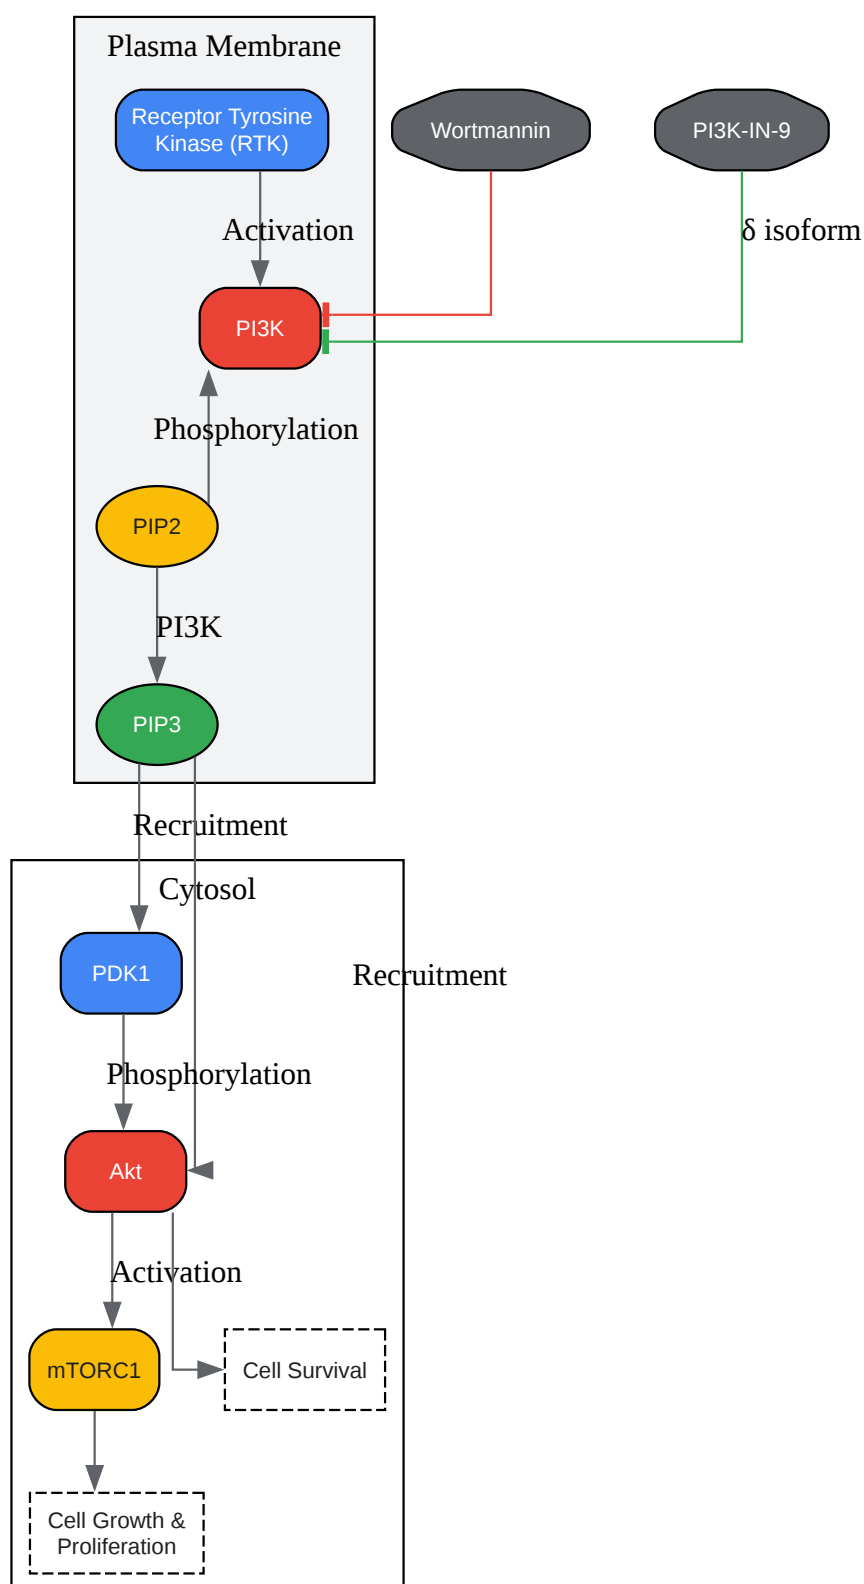 Plasma Membrane
Receptor Tyrosine
Kinase (RTK)
Wortmannin
PI3K-IN-9
Activation
δ isoform
PI3K
Phosphorylation
PIP2
PI3K
PIP3
Recruitment
Cytosol
PDK1
Recruitment
Phosphorylation
Akt
Activation
mTORC1
Cell Survival
Cell Growth &
Proliferation